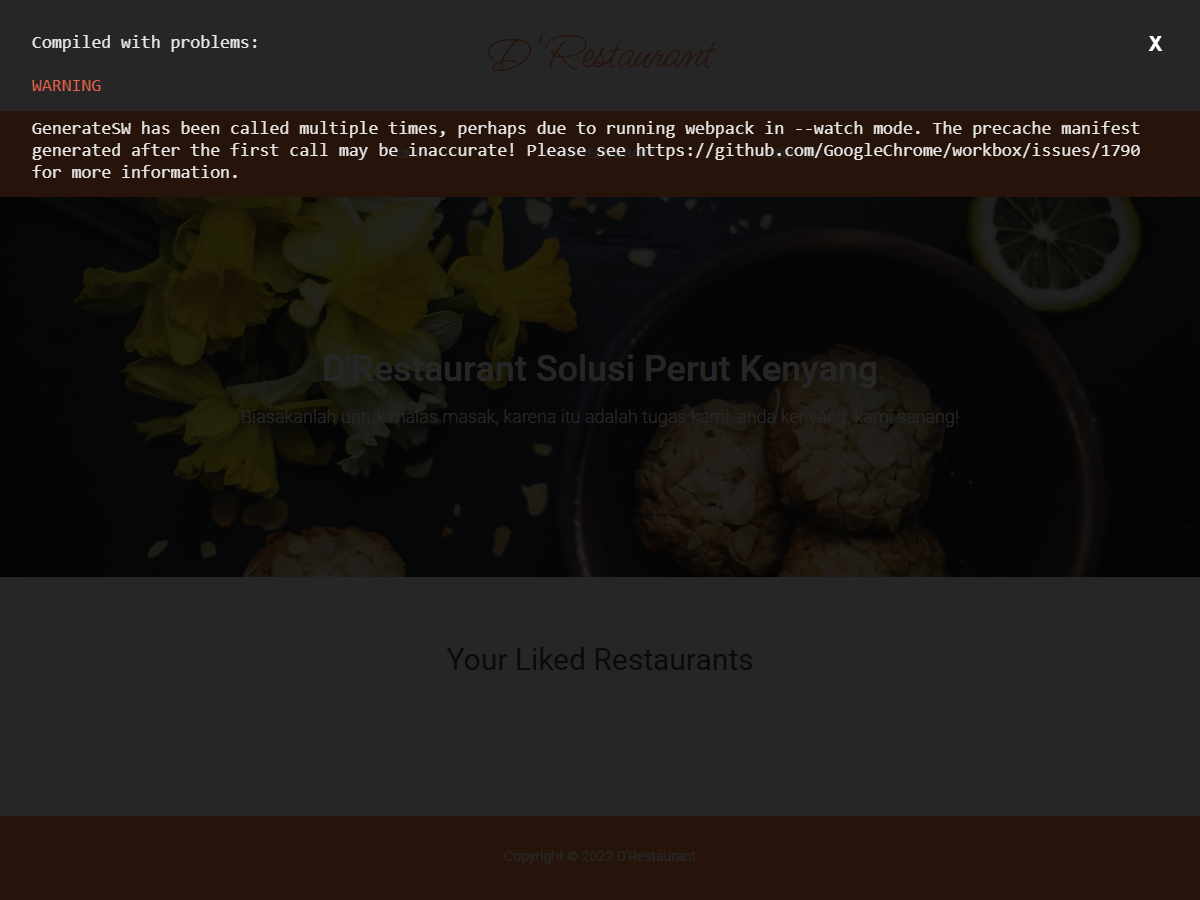 Compiled with problems:
X
D'Restaurant
WARNING
GenerateSW has been called multiple times, perhaps due to running webpack in --watch mode. The precache manifest
generated after the first call may be inaccurate! Please see https://github.com/GoogleChrome/workbox/issues/1790
for more information.
D'Restaurant Solusi Perut Kenyang
Biasakanlah untuk malas masak, karena itu adalah tugas kami, anda kenyang, kami senang!
Your Liked Restaurants
Copyright © 2022 D'Restaurant